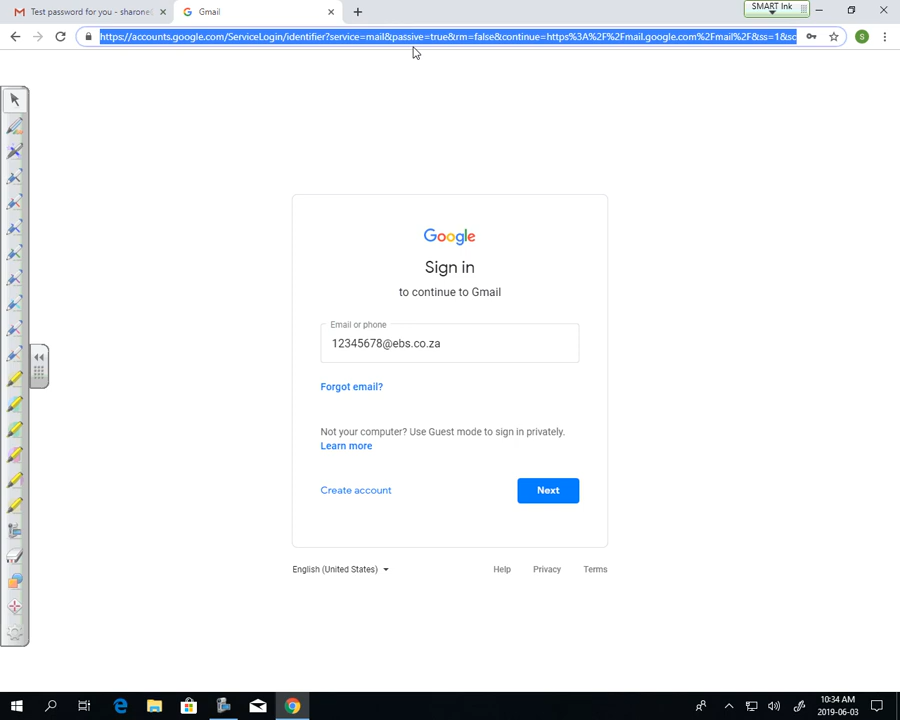 Test password for you - sharone
Gmail
SMART Ink
https://accounts.google.com/ServiceLogin/identifier?service=mail&passive=true&rm=false&continue=https%3A%2F%2Fmail.google.com%2Fmail%2F&ss=1&sc
S
Google
Sign in
to continue to Gmail
Email or phone
12345678@ebs.co.za
Forgot email?
Not your computer? Use Guest mode to sign in privately.
Learn more
Create account
Next
English (United States)
Help
Privacy
Terms
10:34 AM
2019-06-03